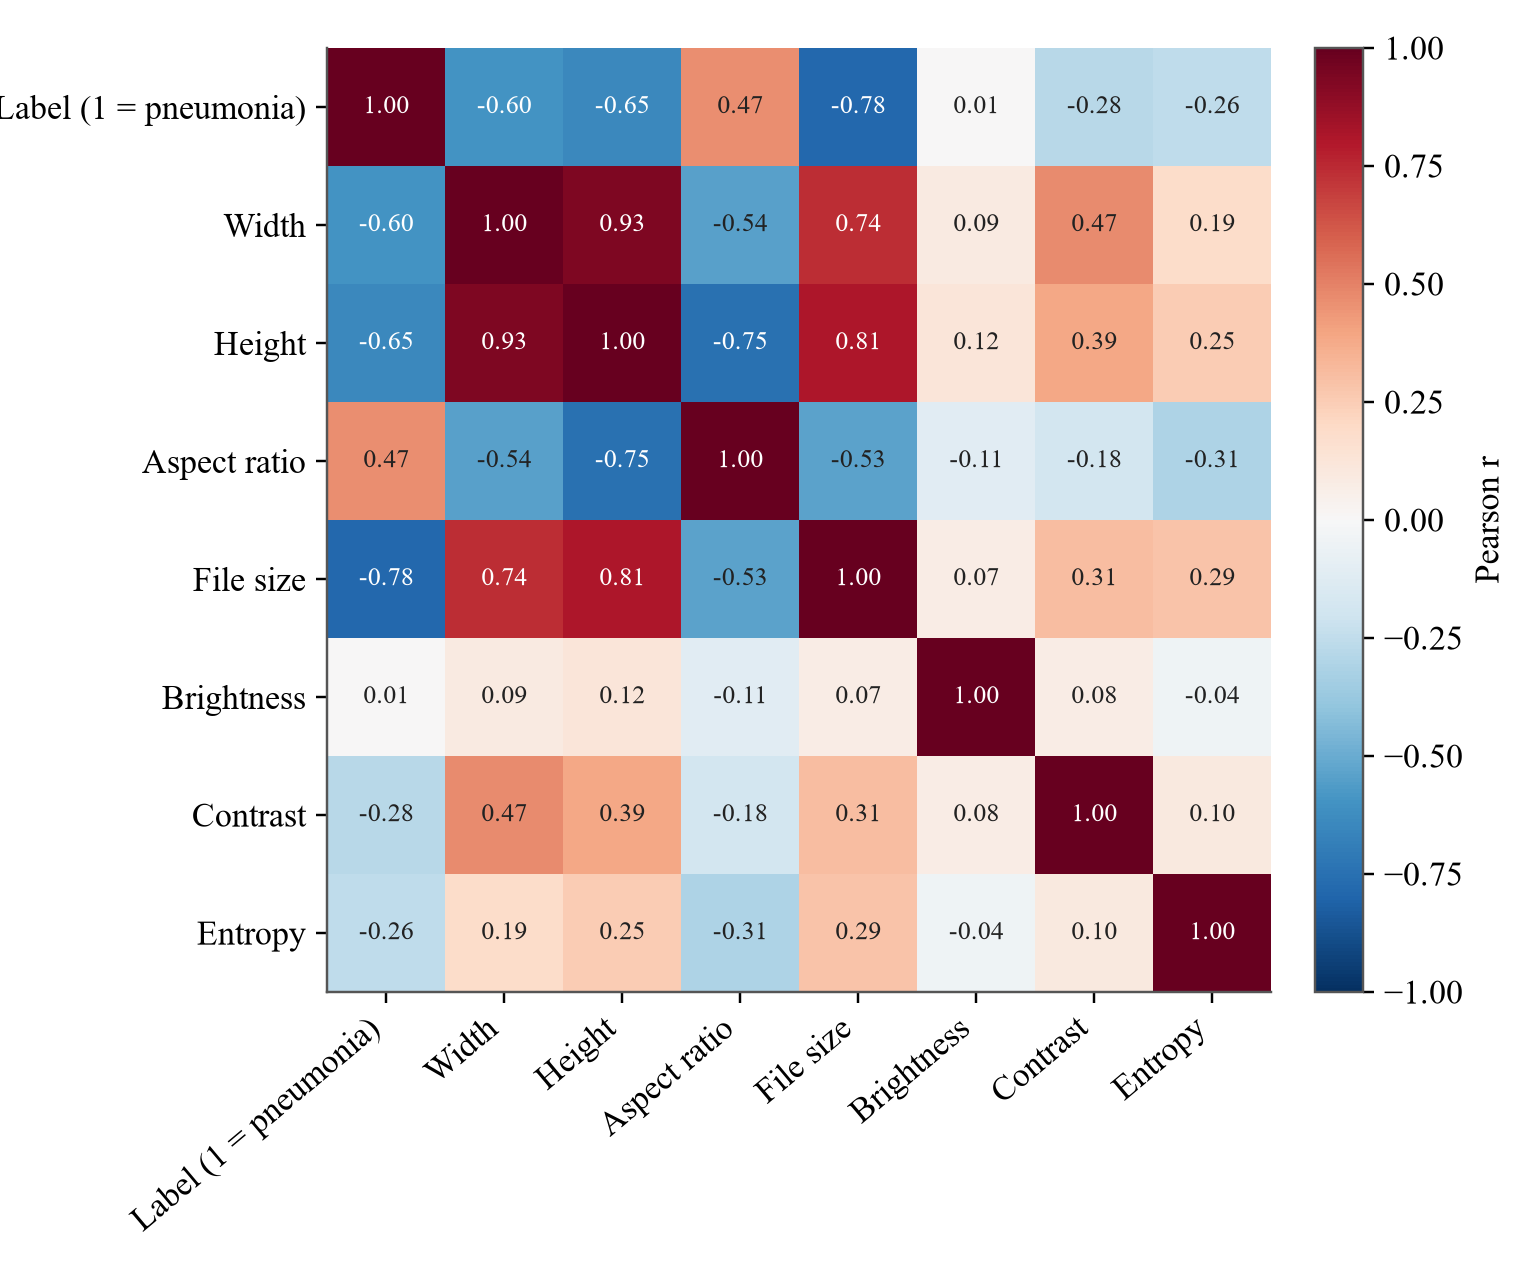 Label (1 = pneumonia) 1.00 -0.60 -0.65 0.47 -0.78 0.01 -0.28 -0.26
Width -0.60 1.00 0.93 -0.54 0.74 0.09 0.47 0.19
Height -0.65 0.93 1.00 -0.75 0.81 0.12 0.39 0.25
Aspect ratio 0.47 -0.54 -0.75 1.00 -0.53 -0.11 -0.18 -0.31
File size -0.78 0.74 0.81 -0.53 1.00 0.07 0.31 0.29
Brightness 0.01 0.09 0.12 -0.11 0.07 1.00 0.08 -0.04
Contrast -0.28 0.47 0.39 -0.18 0.31 0.08 1.00 0.10
Entropy -0.26 0.19 0.25 -0.31 0.29 -0.04 0.10 1.00
Label (1 = pneumonia)
Width
Height
Aspect ratio
File size
Brightness
Contrast
Entropy
1.00
0.75
0.50
0.25
0.00
−0.25
−0.50
−0.75
−1.00
Pearson r